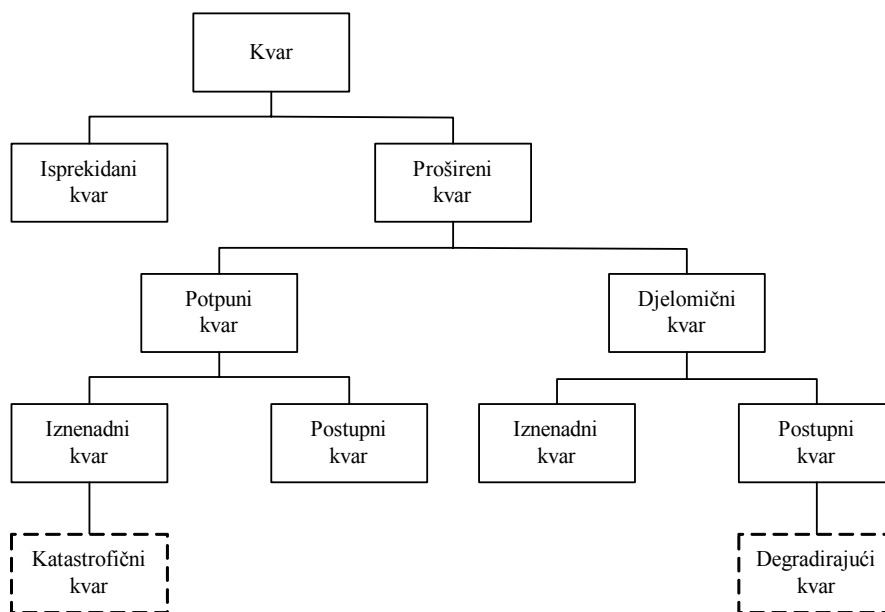 Kvar
Isprekidani
kvar
Prošireni
kvar
Potpuni
kvar
Djelomični
kvar
Iznenadni
kvar
Postupni
kvar
Iznenadni
kvar
Postupni
kvar
Katastrofični
kvar
Degradirajući
kvar